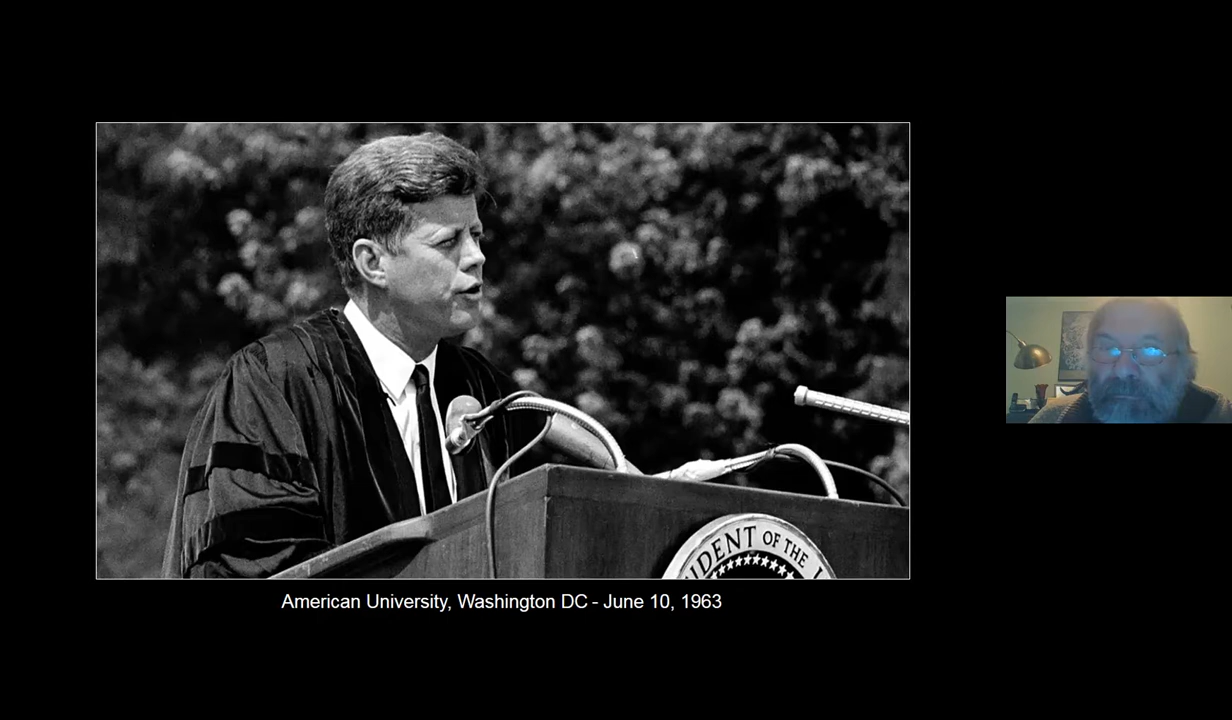 IDENT OF THE
American University, Washington DC - June 10, 1963